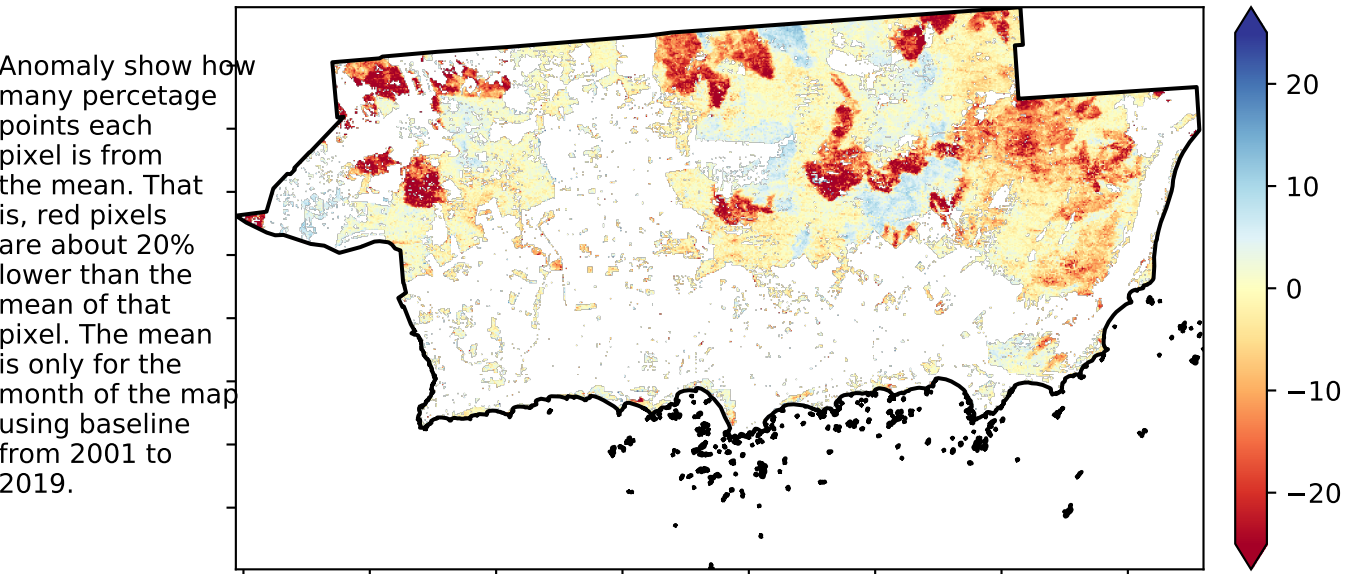 Anomaly show how
many percetage
points each
pixel is from
the mean. That
is, red pixels
are about 20%
lower than the
mean of that
pixel. The mean
is only for the
month of the map
using baseline
from 2001 to
2019.
20
10
0
−10
−20